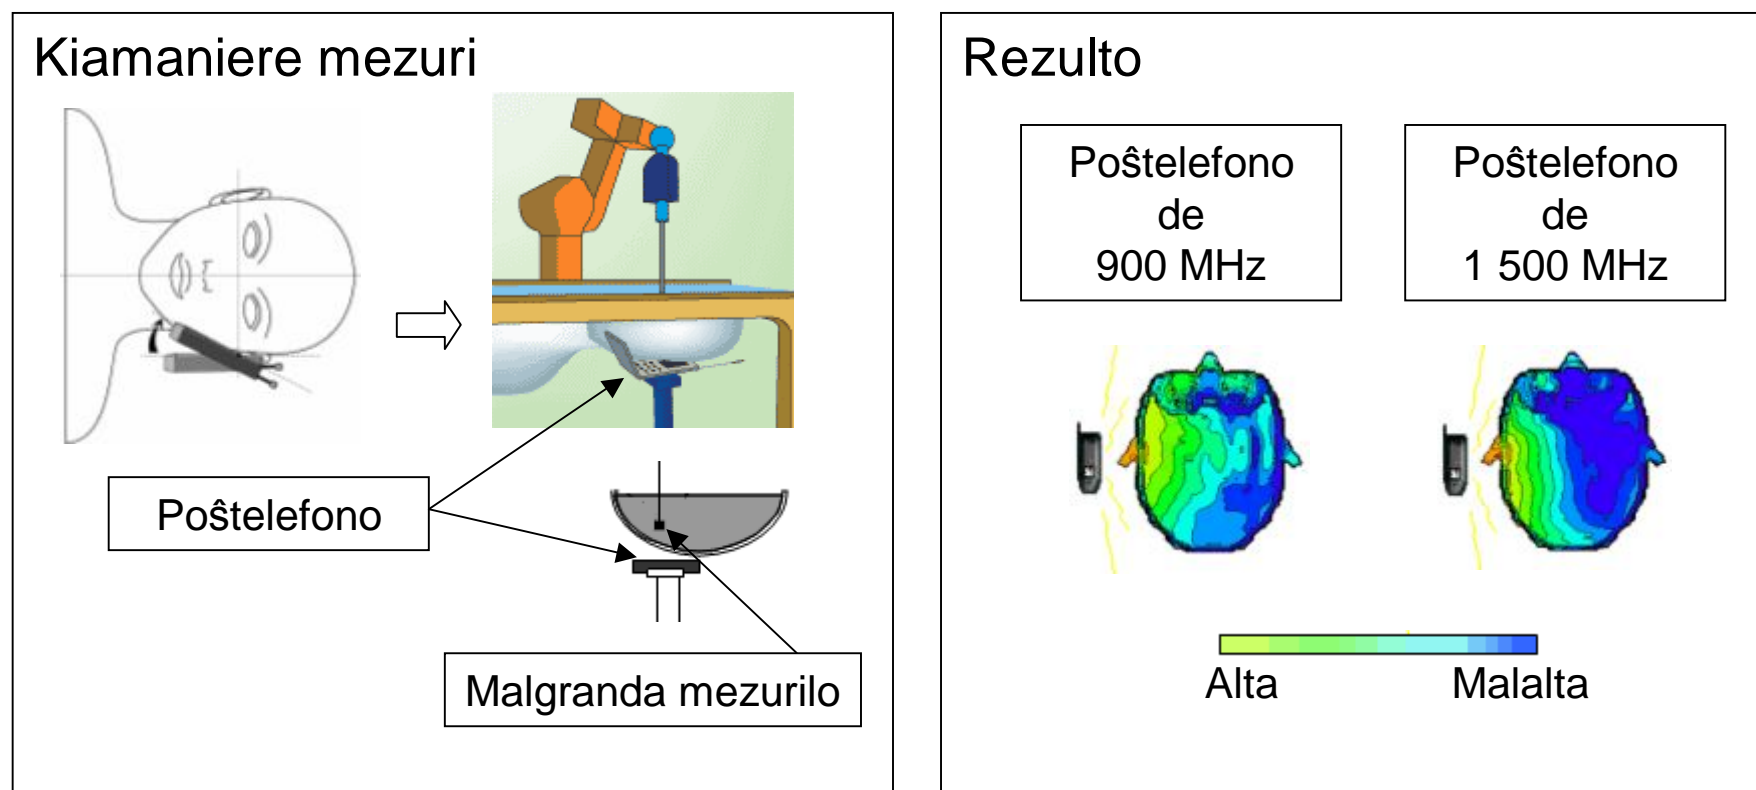 Kiamaniere mezuri
Poŝtelefono
Malgranda mezurilo
Rezulto
Poŝtelefono
de
900 MHz
Poŝtelefono
de
1 500 MHz
Alta
Malalta